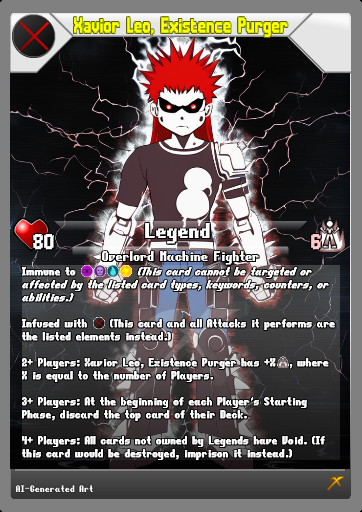 Xavior Leo, Existence Purger
80
Legend
6
Overlord Machine Fighter
Immune to (This card cannot be targeted or
affected by the listed card types, keywords, counters, or
abilities.)
Infused with (This card and all Attacks it performs are
the listed elements instead.)
2+ Players: Xavior Leo, Existence Purger has +X, where
X is equal to the number of Players.
3+ Players: At the beginning of each Player's Starting
Phase, discard the top card of their Deck.
4+ Players: All cards not owned by Legends have Void. (If
this card would be destroyed, imprison it instead.)
AI-Generated Art